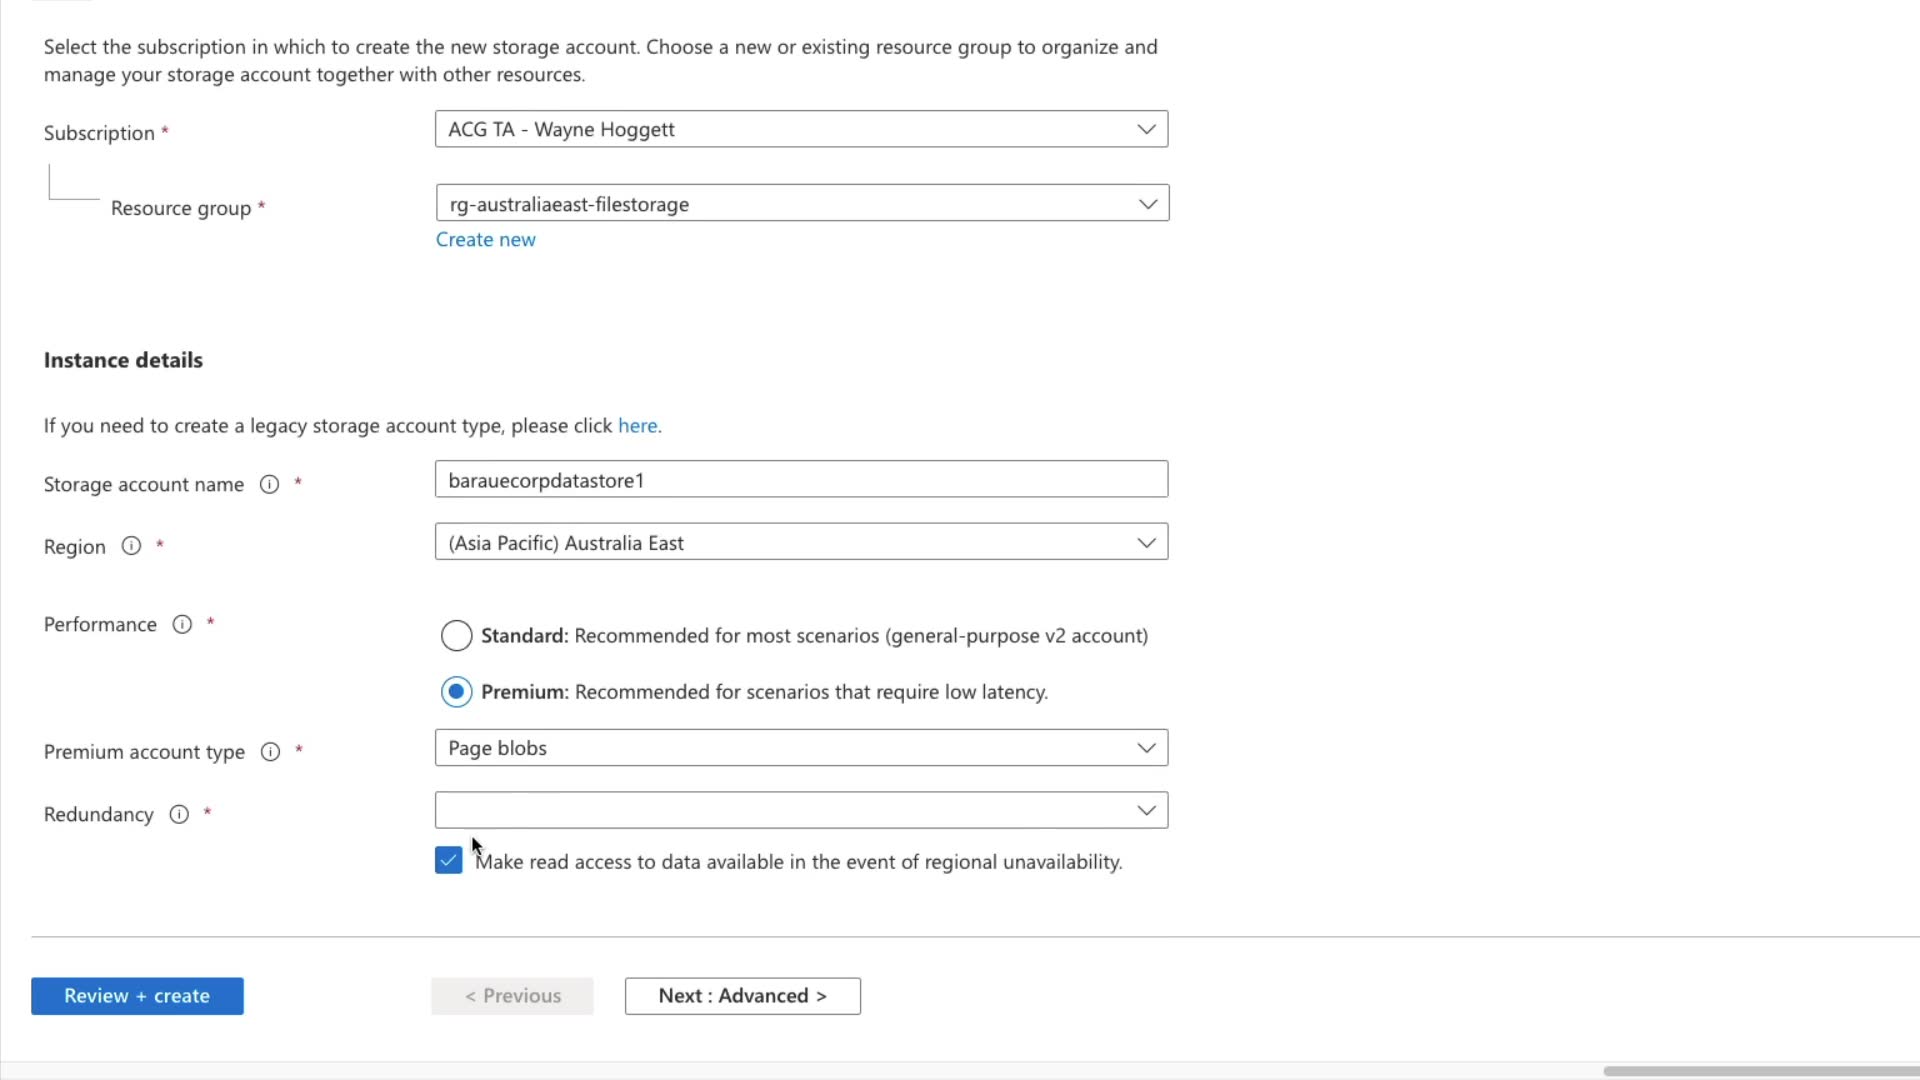 Select the subscription in which to create the new storage account. Choose a new or existing resource group to organize and
manage your storage account together with other resources.
Subscription *
ACG TA - Wayne Hoggett
Resource group *
rg-australiaeast-filestorage
Create new
Instance details
If you need to create a legacy storage account type, please click here.
Storage account name *
barauecorpdatastore1
Region *
(Asia Pacific) Australia East
Performance *
Standard: Recommended for most scenarios (general-purpose v2 account)
Premium: Recommended for scenarios that require low latency.
Premium account type *
Page blobs
Redundancy *
Make read access to data available in the event of regional unavailability.
Review + create
< Previous
Next : Advanced >